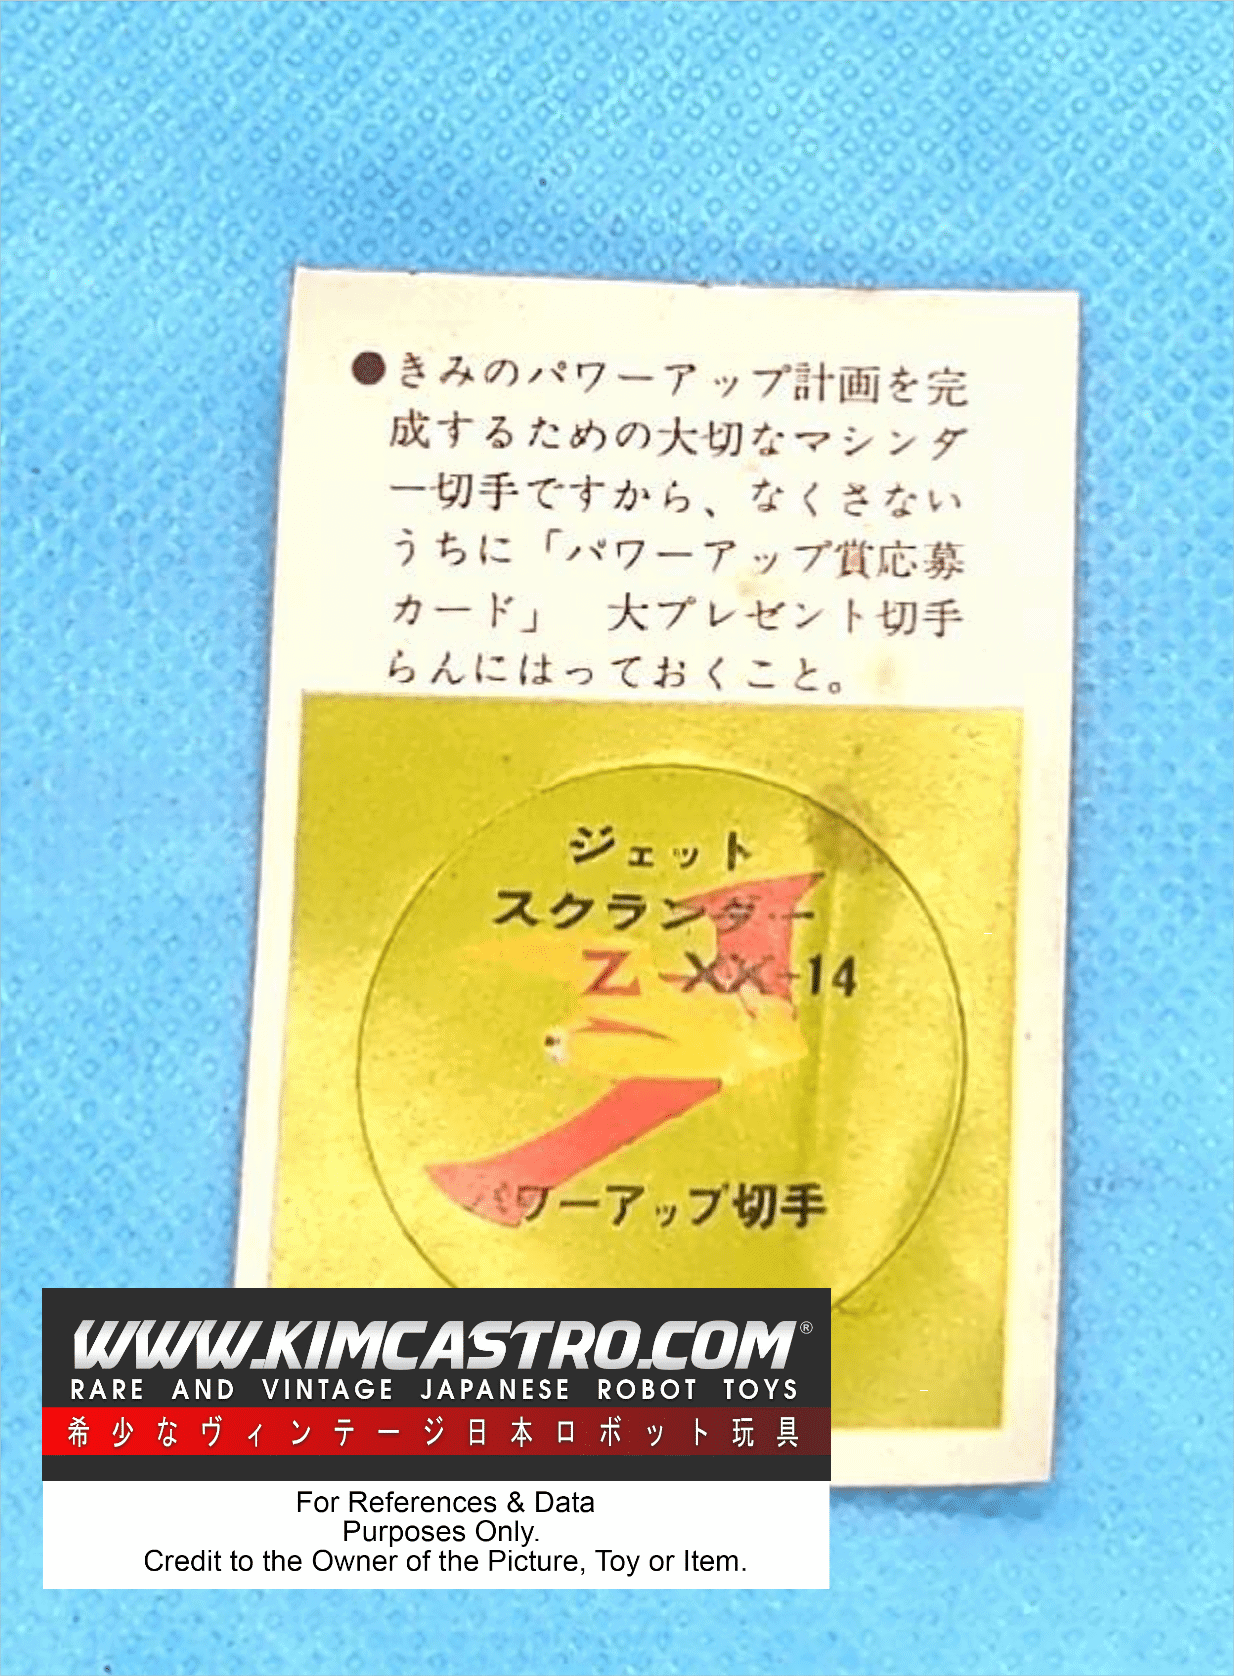 ●きみのパワーアップ計画を完
成するための大切なマシンダ
ー切手ですから、なくさない
うちに「パワーアップ賞応募
カード」 大プレゼント切手
らんにはっておくこと。
ジェット
スクランダー
Z-XX-14
パワーアップ切手
WWW.KIMCASTRO.COM®
RARE AND VINTAGE JAPANESE ROBOT TOYS
希少なヴィンテージ日本ロボット玩具
For References & Data
Purposes Only.
Credit to the Owner of the Picture, Toy or Item.